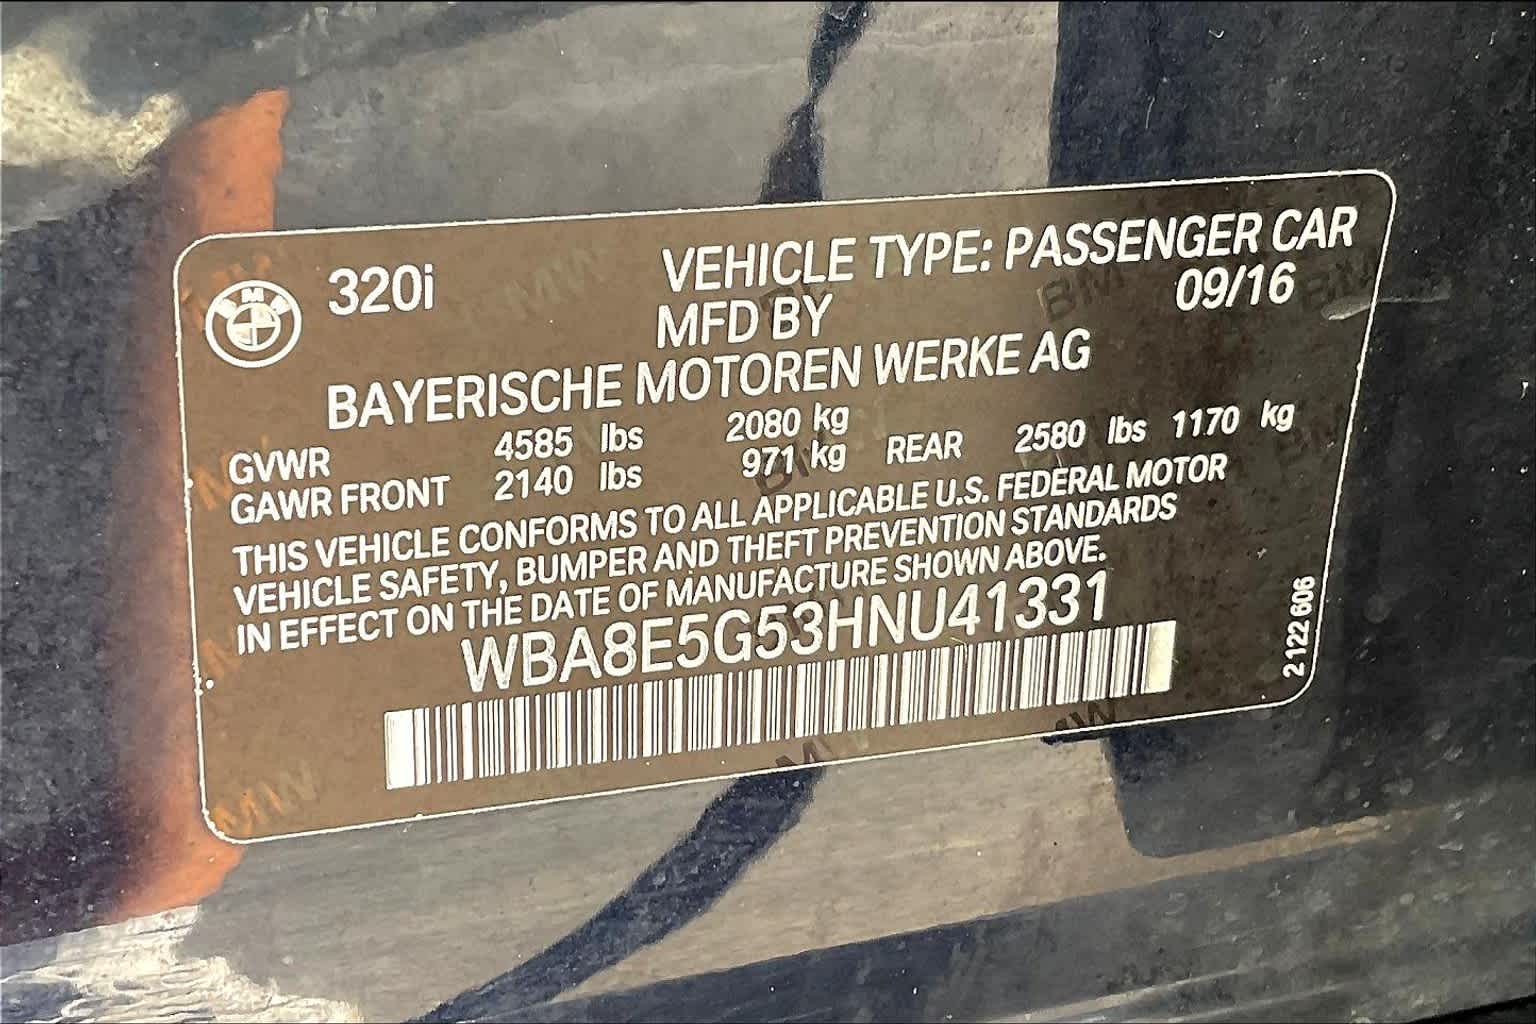 BMW 320i VEHICLE TYPE: PASSENGER CAR
MFD BY 09/16
BAYERISCHE MOTOREN WERKE AG
GVWR 4585 lbs 2080 kg
GAWR FRONT 2140 lbs 971 kg REAR 2580 lbs 1170 kg
THIS VEHICLE CONFORMS TO ALL APPLICABLE U.S. FEDERAL MOTOR
VEHICLE SAFETY, BUMPER AND THEFT PREVENTION STANDARDS
IN EFFECT ON THE DATE OF MANUFACTURE SHOWN ABOVE.
WBA8E5G53HNU41331
2122 606